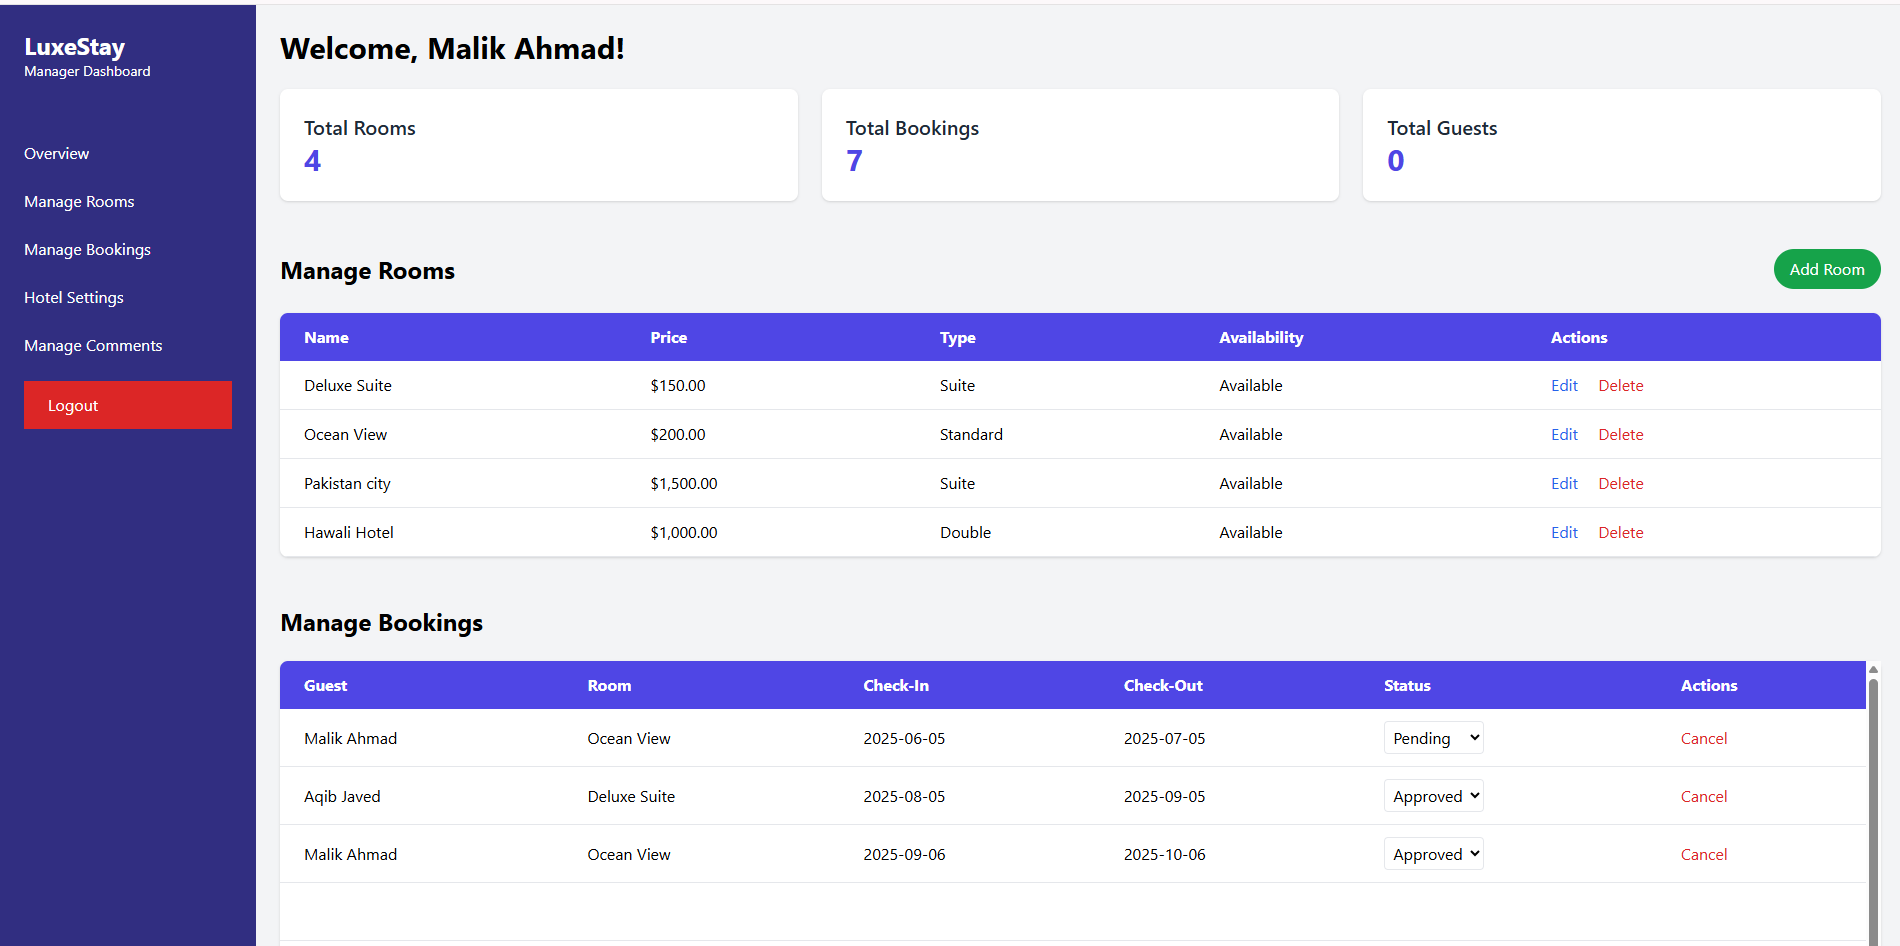 LuxeStay
Manager Dashboard
Overview
Manage Rooms
Manage Bookings
Hotel Settings
Manage Comments
Logout
Welcome, Malik Ahmad!
Total Rooms
4
Total Bookings
7
Total Guests
0
Manage Rooms
Add Room
Name Price Type Availability Actions
Deluxe Suite $150.00 Suite Available Edit Delete
Ocean View $200.00 Standard Available Edit Delete
Pakistan city $1,500.00 Suite Available Edit Delete
Hawali Hotel $1,000.00 Double Available Edit Delete
Manage Bookings
Guest Room Check-In Check-Out Status Actions
Malik Ahmad Ocean View 2025-06-05 2025-07-05 Pending Cancel
Aqib Javed Deluxe Suite 2025-08-05 2025-09-05 Approved Cancel
Malik Ahmad Ocean View 2025-09-06 2025-10-06 Approved Cancel